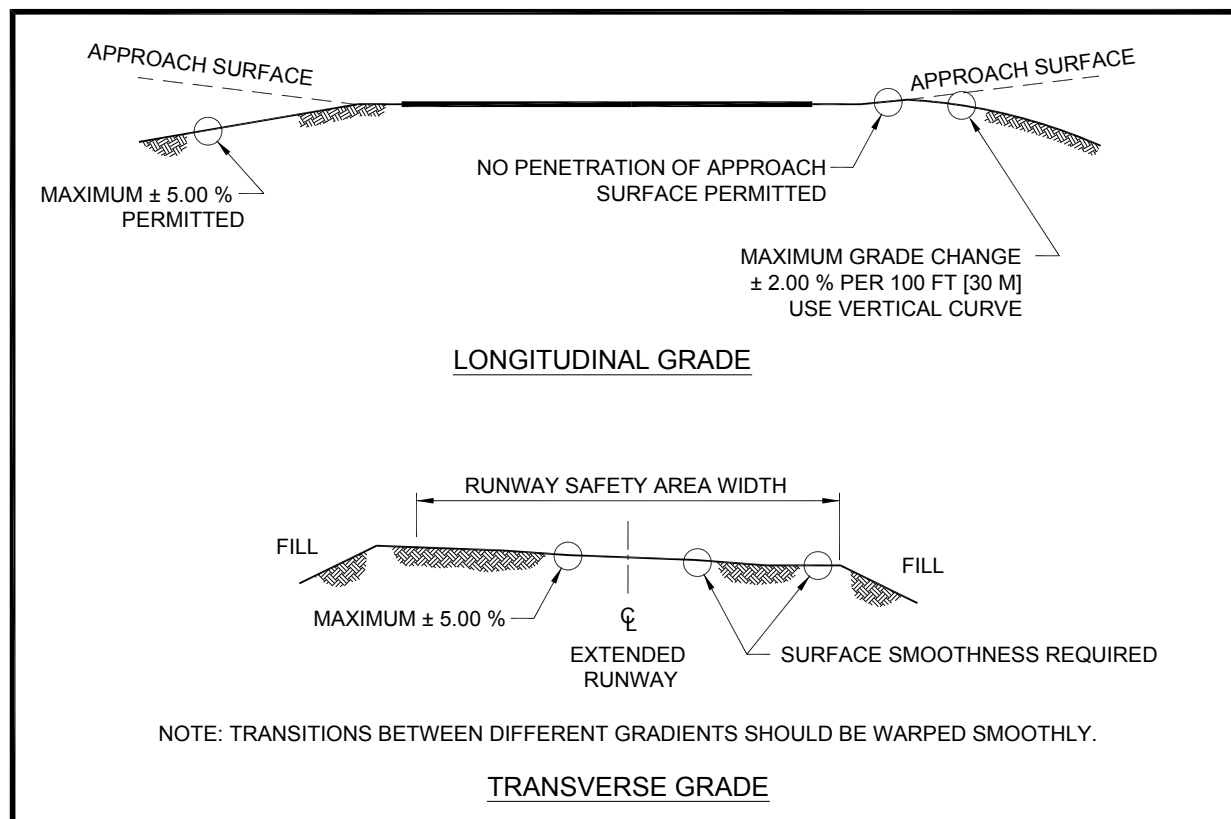 APPROACH SURFACE
APPROACH SURFACE
NO PENETRATION OF APPROACH
SURFACE PERMITTED
MAXIMUM ± 5.00 %
PERMITTED
MAXIMUM GRADE CHANGE
± 2.00 % PER 100 FT [30 M]
USE VERTICAL CURVE
LONGITUDINAL GRADE
RUNWAY SAFETY AREA WIDTH
FILL
FILL
MAXIMUM ± 5.00 %
℄
EXTENDED
RUNWAY
SURFACE SMOOTHNESS REQUIRED
NOTE: TRANSITIONS BETWEEN DIFFERENT GRADIENTS SHOULD BE WARPED SMOOTHLY.
TRANSVERSE GRADE